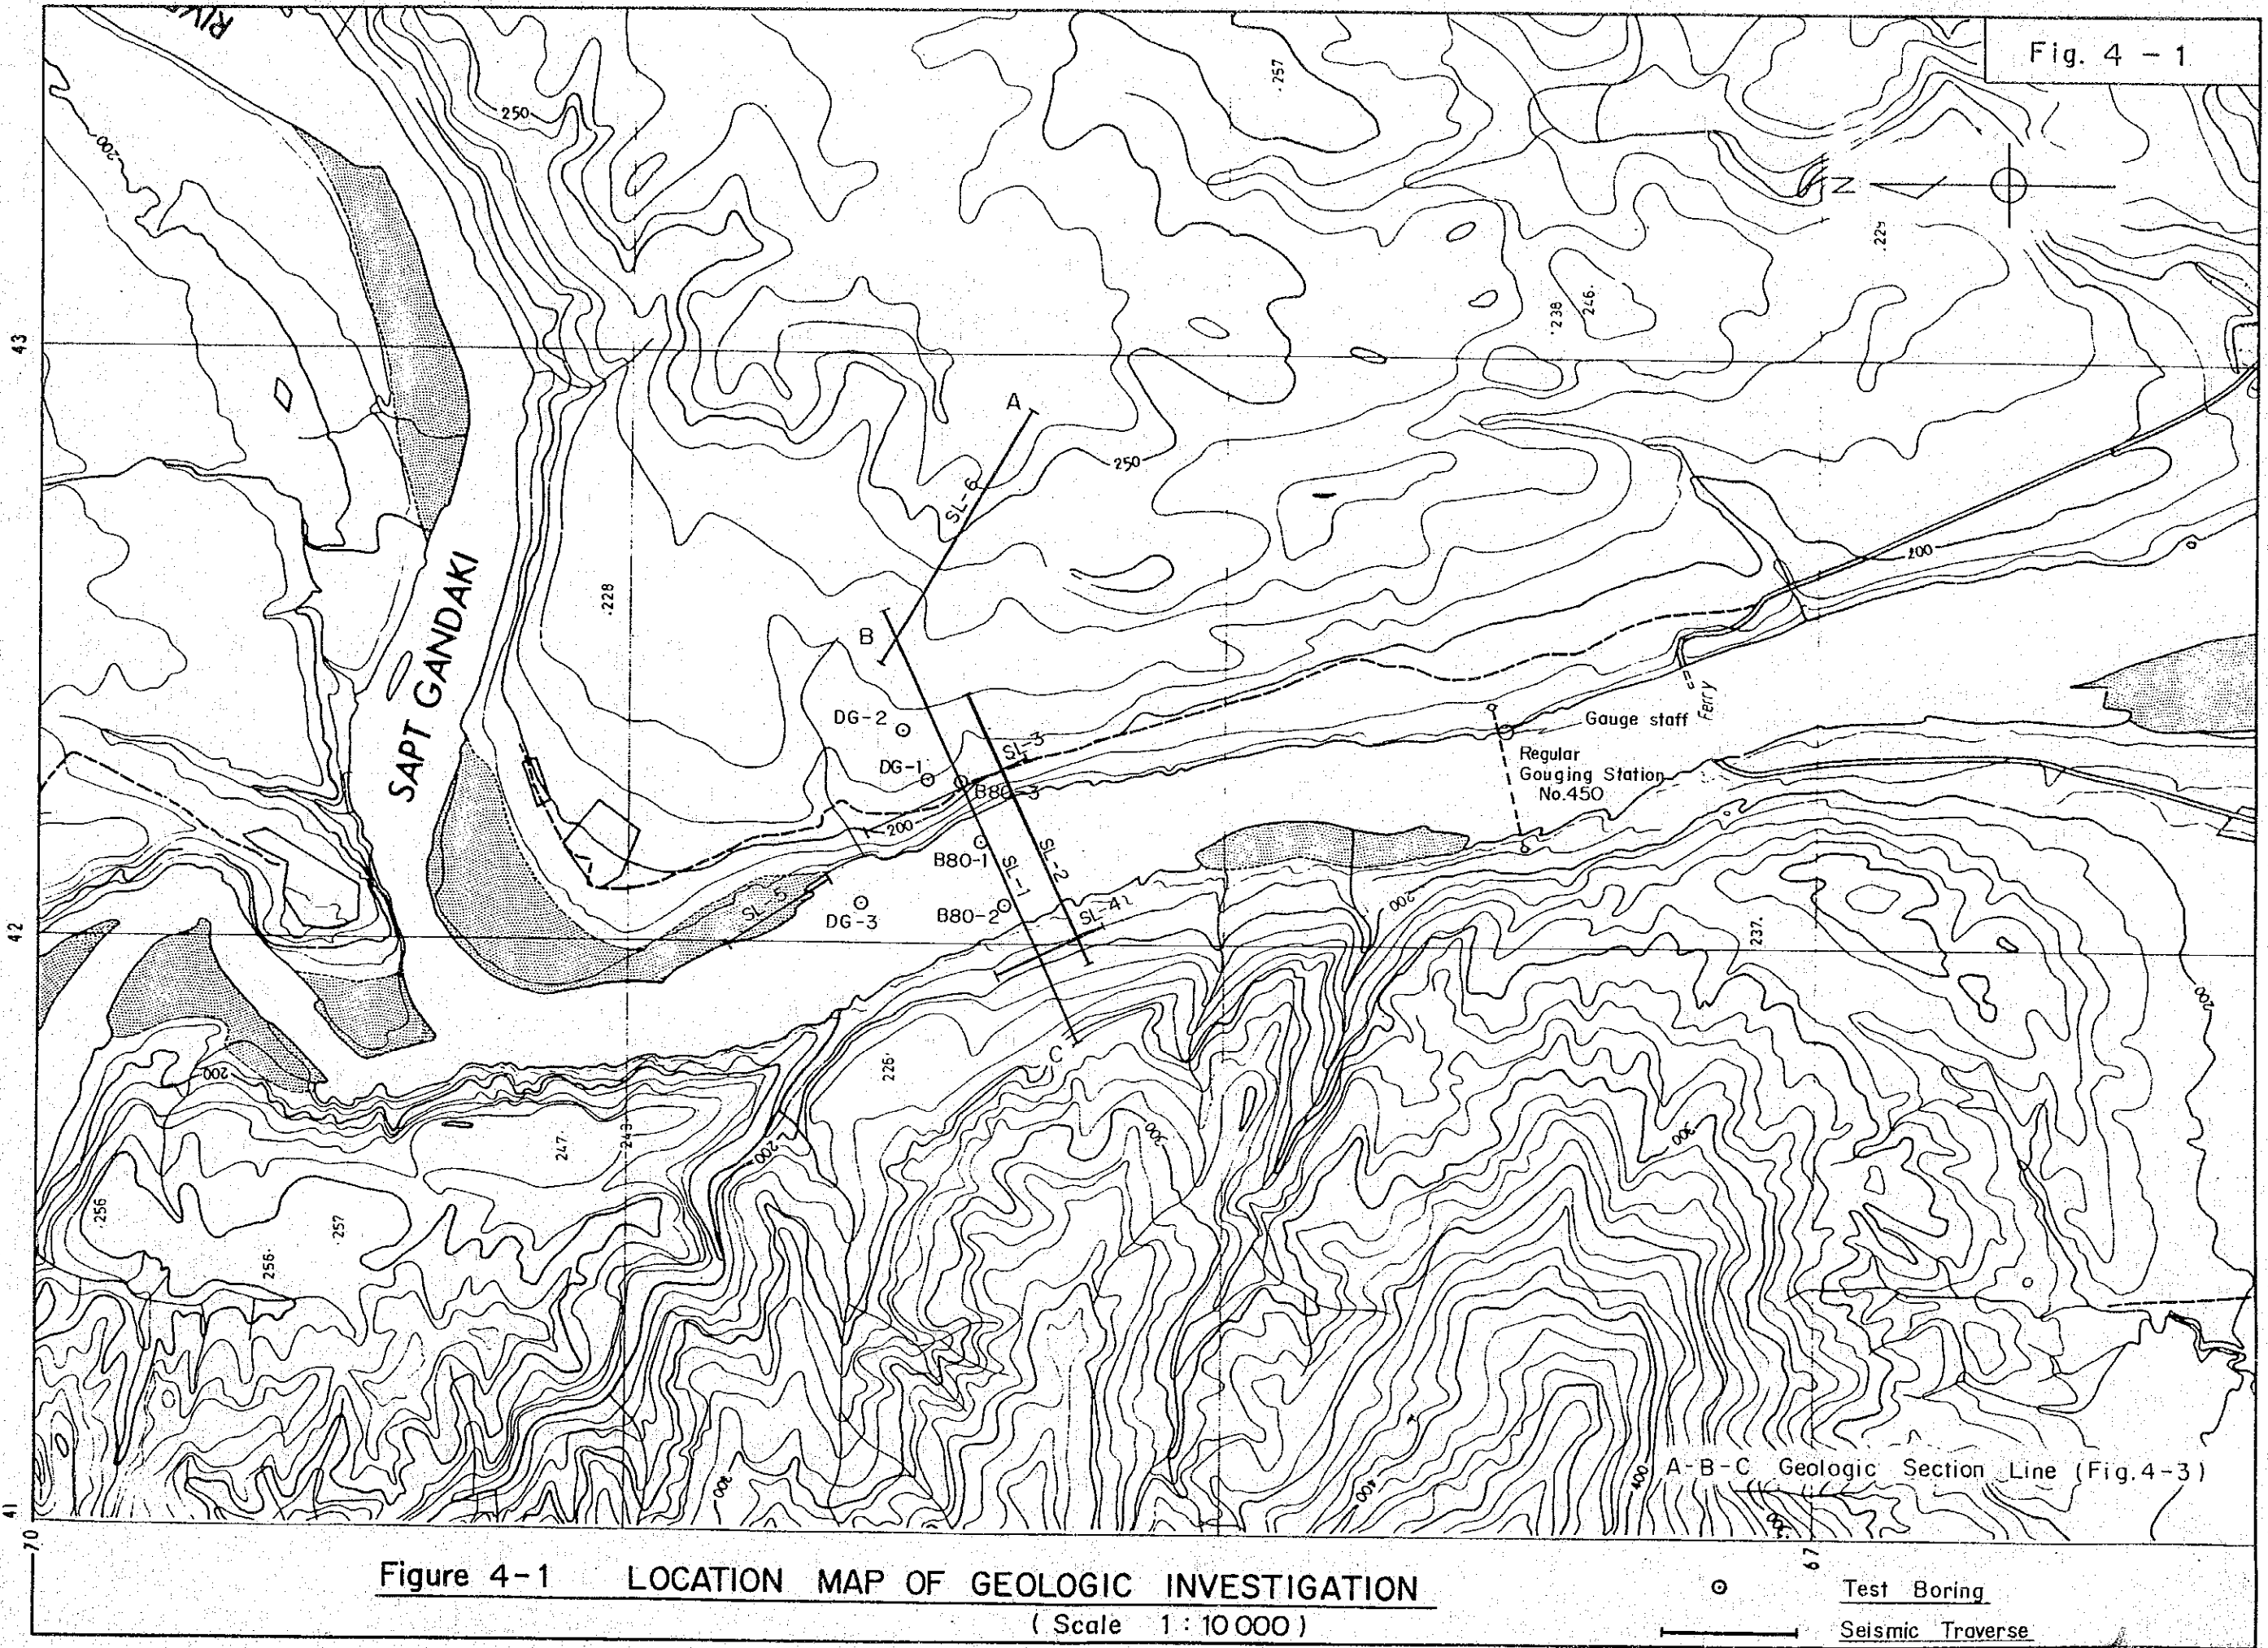 RIVE
Fig. 4 - 1
250
.257
200
N
.229
43
.238
246.
A
250
SL-6
200
SAPT GANDAKI
.228
B
DG-2
Ferry
Gauge staff
SL-3
DG-1
Regular
Gouging Station
No.450
B80-3
200
B80-1
SL-2
SL-1
SL-5
DG-3
B80-2
SL-4
200
42
237.
200
C
226.
200
247.
243
200
300
300
.256
.257
256.
300
400
400
300
A-B-C Geologic Section Line (Fig.4-3)
41
70
67
Figure 4-1 LOCATION MAP OF GEOLOGIC INVESTIGATION
( Scale 1 : 10 000 )
Test Boring
Seismic Traverse